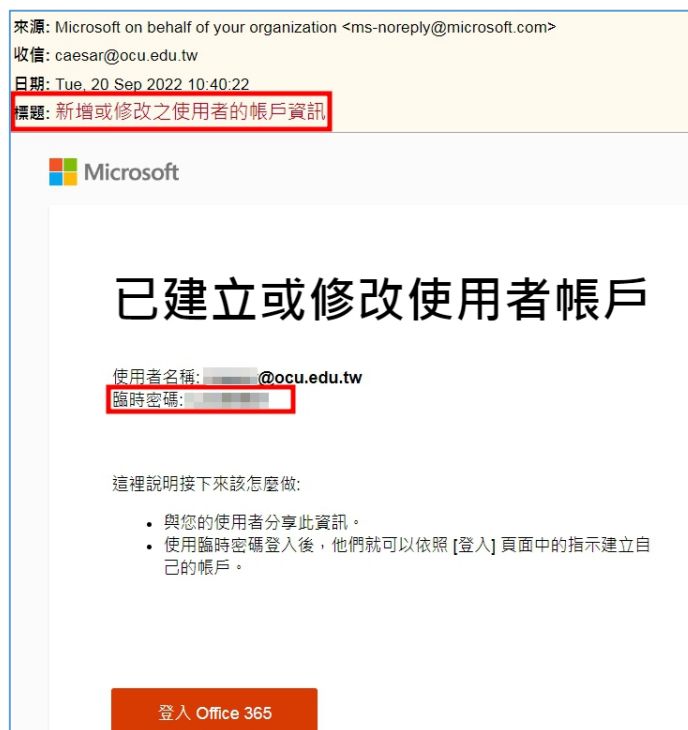 來源: Microsoft on behalf of your organization <ms-noreply@microsoft.com>
收信: caesar@ocu.edu.tw
日期: Tue, 20 Sep 2022 10:40:22
標題: 新增或修改之使用者的帳戶資訊
Microsoft
已建立或修改使用者帳戶
使用者名稱: @ocu.edu.tw
臨時密碼:
這裡說明接下來該怎麼做:
• 與您的使用者分享此資訊。
• 使用臨時密碼登入後，他們就可以依照 [登入] 頁面中的指示建立自
己的帳戶。
登入 Office 365